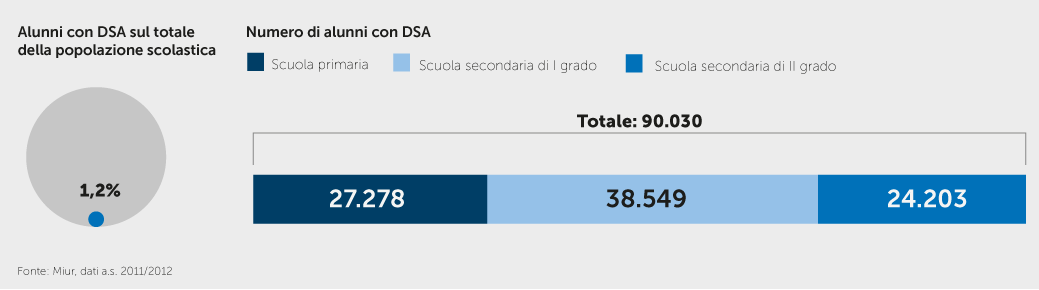 Alunni con DSA sul totale
della popolazione scolastica
1,2%
Numero di alunni con DSA
Scuola primaria
Scuola secondaria di I grado
Scuola secondaria di II grado
Totale: 90.030
27.278
38.549
24.203
Fonte: Miur, dati a.s. 2011/2012